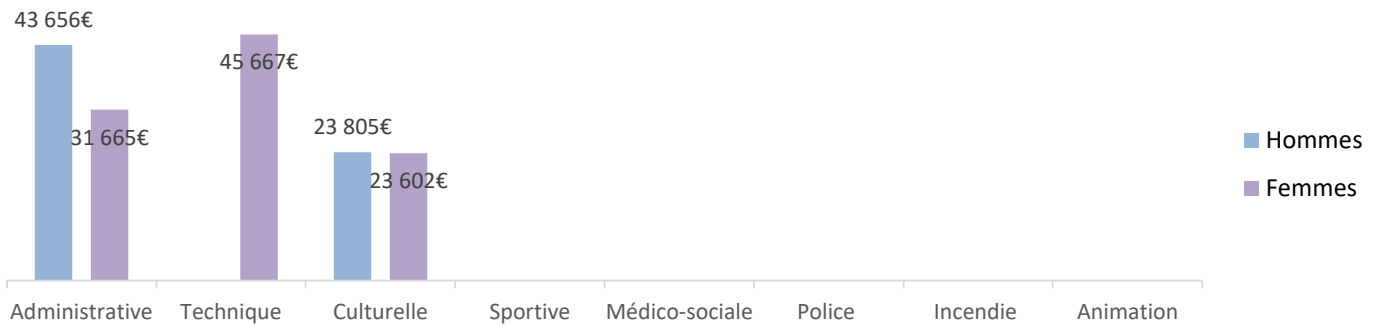 43 656€
45 667€
31 665€
23 805€
23 602€
Hommes
Femmes
Administrative Technique Culturelle Sportive Médico-sociale Police Incendie Animation